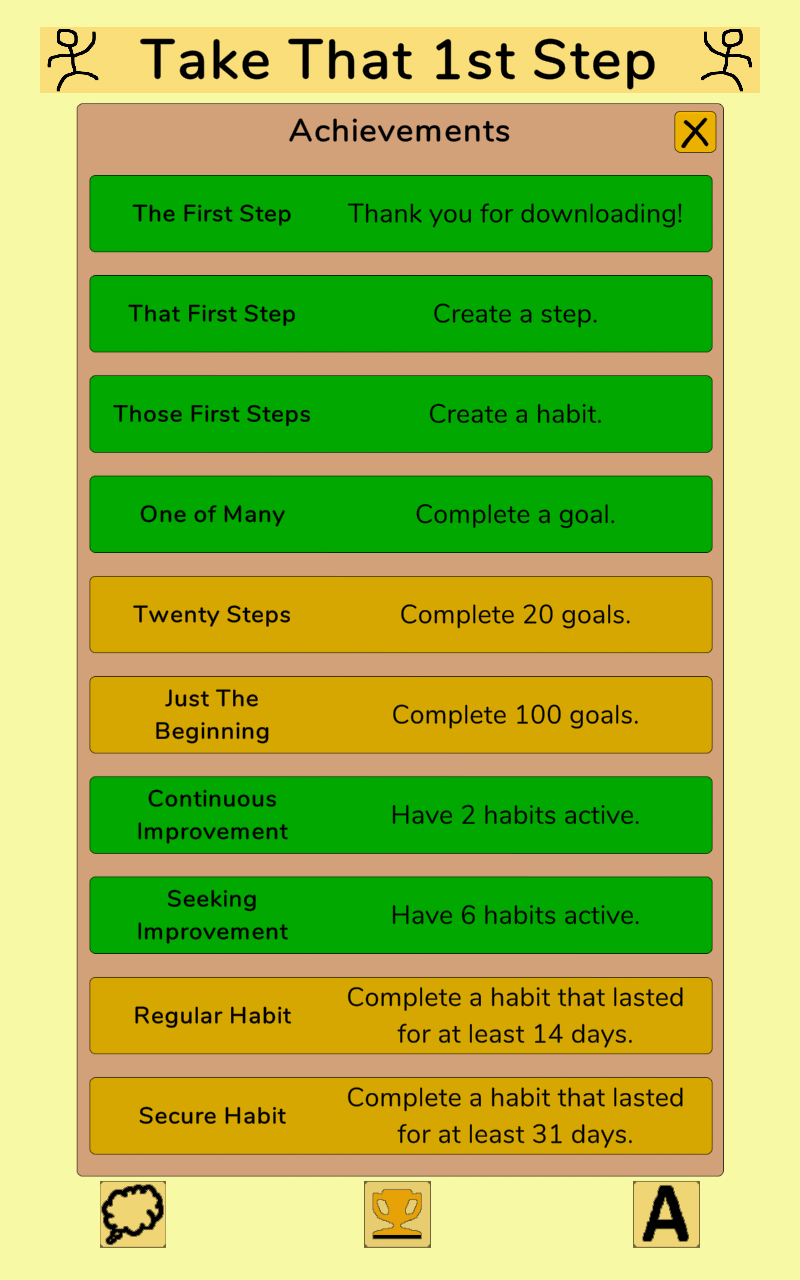 Take That 1st Step
Achievements
The First Step
Thank you for downloading!
That First Step
Create a step.
Those First Steps
Create a habit.
One of Many
Complete a goal.
Twenty Steps
Complete 20 goals.
Just The
Beginning
Complete 100 goals.
Continuous
Improvement
Have 2 habits active.
Seeking
Improvement
Have 6 habits active.
Regular Habit
Complete a habit that lasted
for at least 14 days.
Secure Habit
Complete a habit that lasted
for at least 31 days.
A